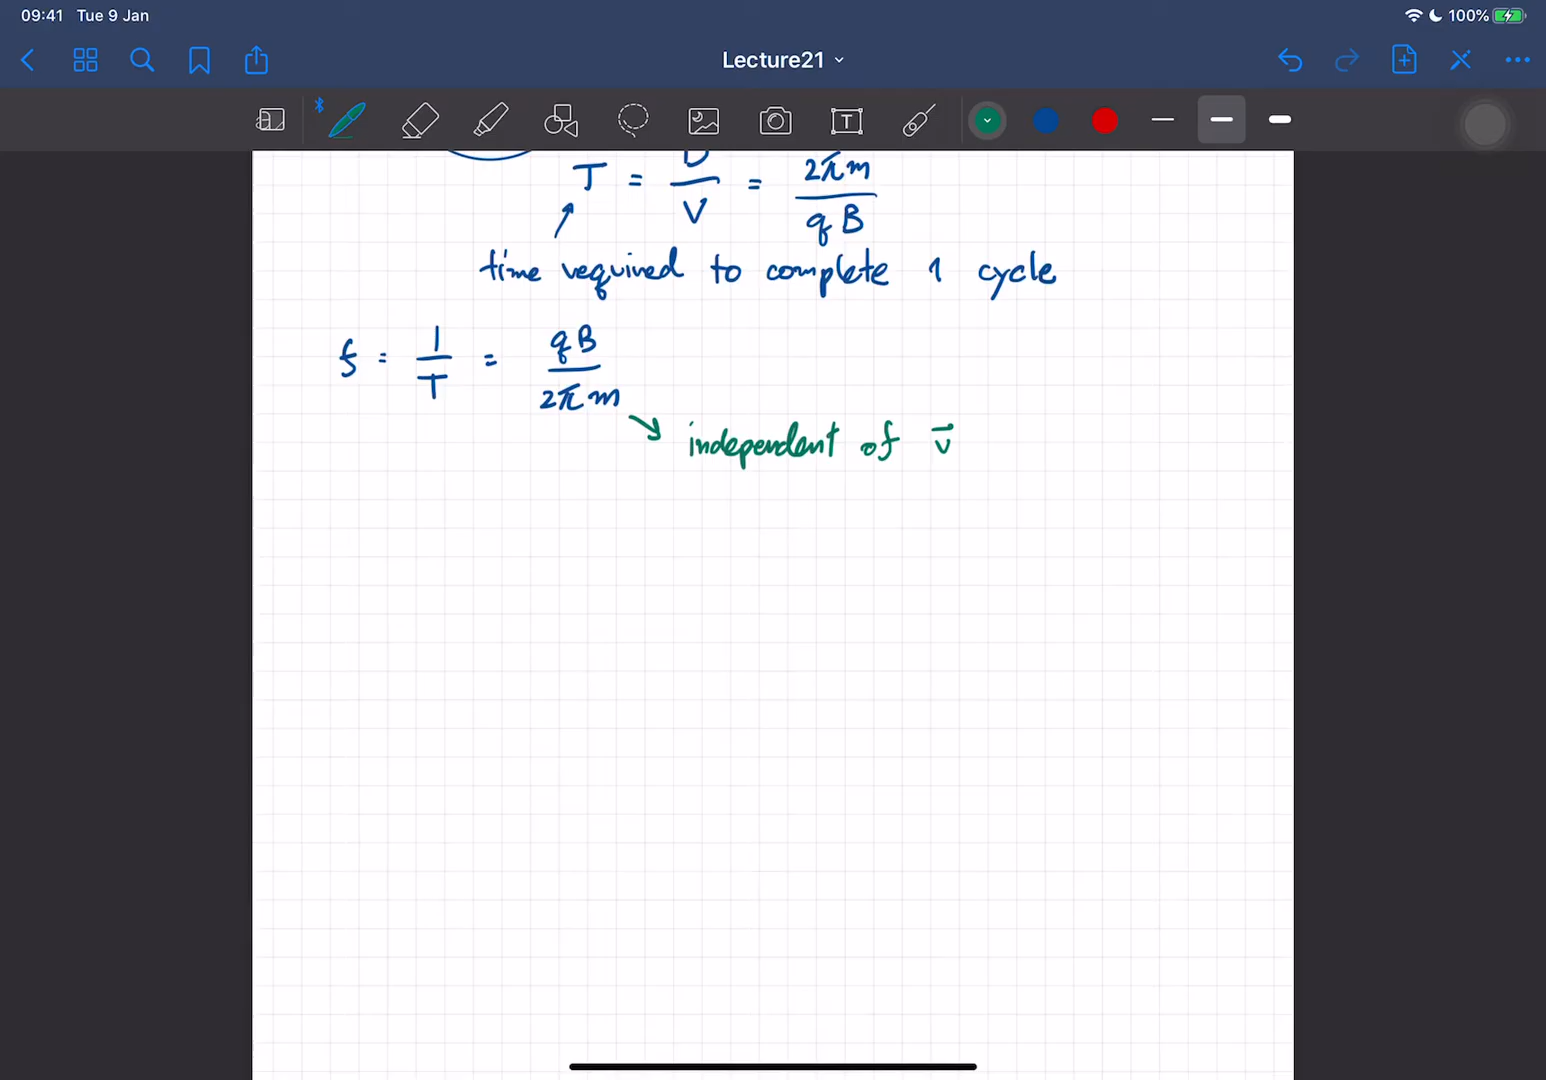 09:41 Tue 9 Jan
100%
Lecture21
T = D/V = 2πm/qB
time required to complete 1 cycle
f = 1/T = qB/2πm
independent of v⃗